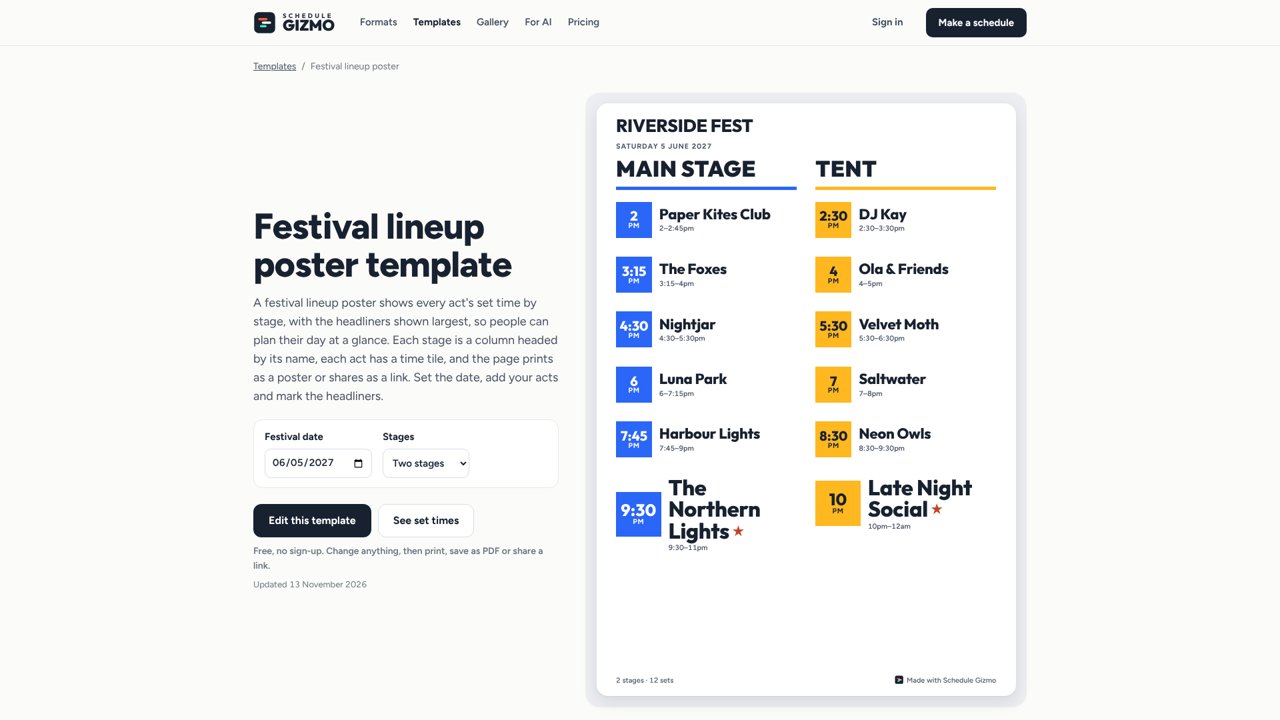 SCHEDULE
GIZMO
Formats
Templates
Gallery
For AI
Pricing
Sign in
Make a schedule
Templates / Festival lineup poster
Festival lineup
poster template
A festival lineup poster shows every act's set time by
stage, with the headliners shown largest, so people can
plan their day at a glance. Each stage is a column headed
by its name, each act has a time tile, and the page prints
as a poster or shares as a link. Set the date, add your acts
and mark the headliners.
Festival date
Stages
06/05/2027
Two stages
Edit this template
See set times
Free, no sign-up. Change anything, then print, save as PDF or share a
link.
Updated 13 November 2026
RIVERSIDE FEST
SATURDAY 5 JUNE 2027
MAIN STAGE
2
PM
Paper Kites Club
2–2:45pm
3:15
PM
The Foxes
3:15–4pm
4:30
PM
Nightjar
4:30–5:30pm
6
PM
Luna Park
6–7:15pm
7:45
PM
Harbour Lights
7:45–9pm
9:30
PM
The
Northern
Lights ★
9:30–11pm
TENT
2:30
PM
DJ Kay
2:30–3:30pm
4
PM
Ola & Friends
4–5pm
5:30
PM
Velvet Moth
5:30–6:30pm
7
PM
Saltwater
7–8pm
8:30
PM
Neon Owls
8:30–9:30pm
10
PM
Late Night
Social ★
10pm–12am
2 stages · 12 sets
Made with Schedule Gizmo